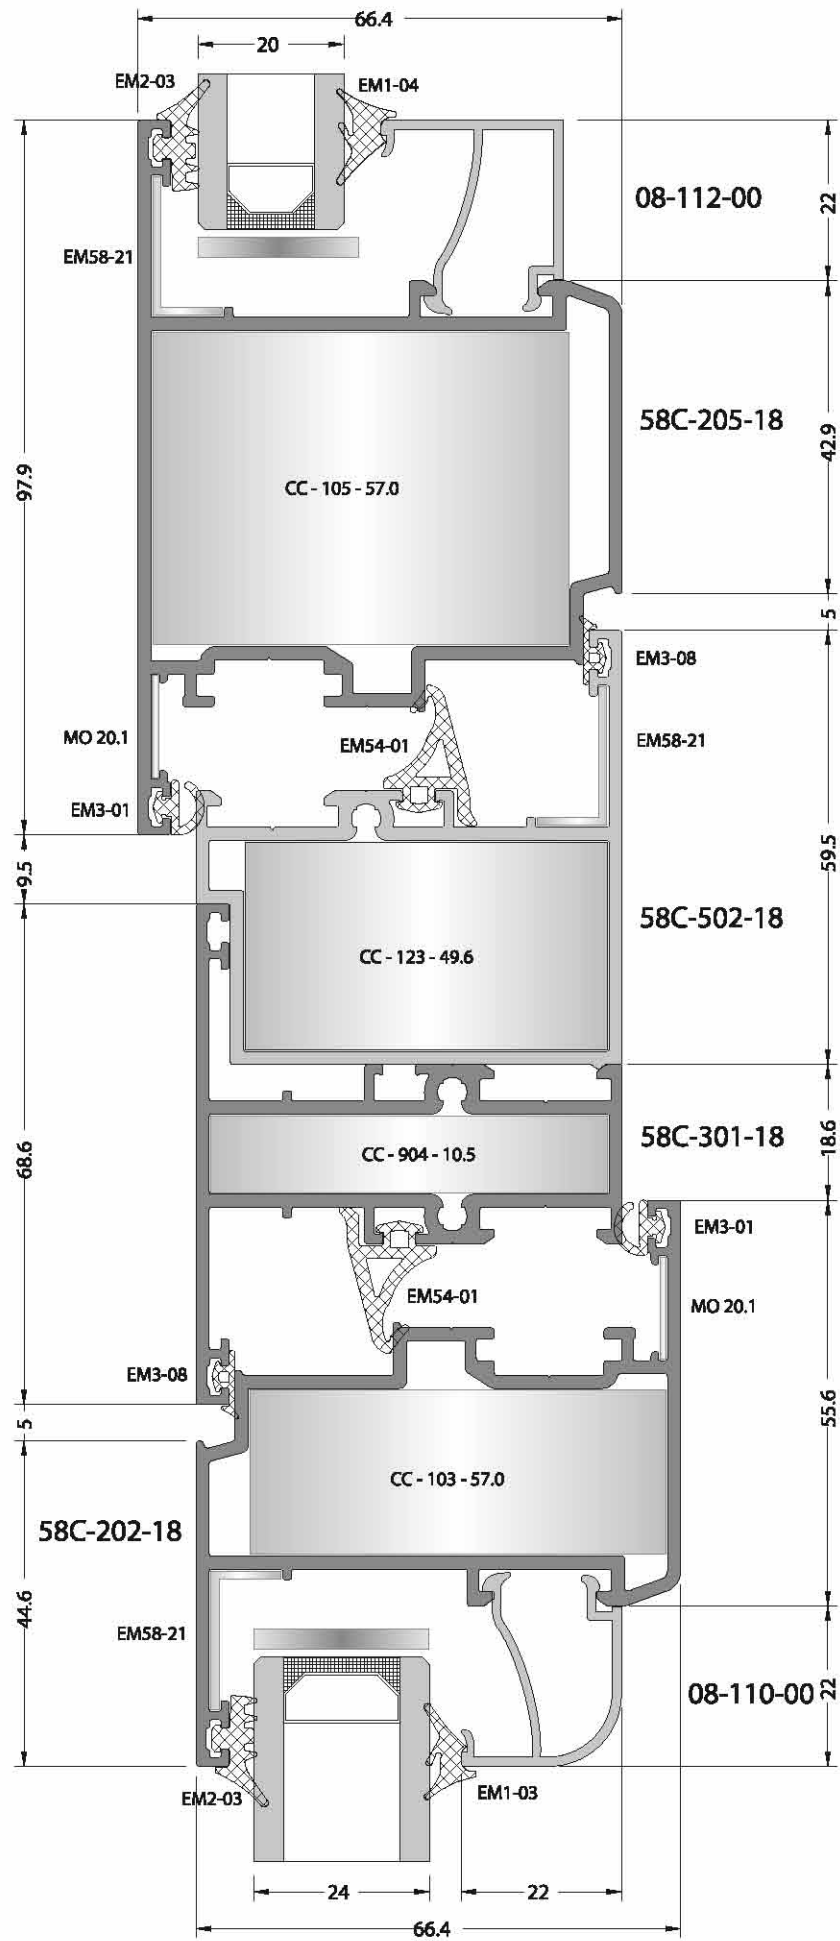 66.4
20
EM2-03
EM1-04
08-112-00
22
EM58-21
58C-205-18
42.9
97.9
CC - 105 - 57.0
5
EM3-08
MO 20.1
EM54-01
EM58-21
EM3-01
9.5
59.5
58C-502-18
CC - 123 - 49.6
58C-301-18
18.6
68.6
CC - 904 - 10.5
EM3-01
EM54-01
MO 20.1
EM3-08
55.6
5
CC - 103 - 57.0
58C-202-18
44.6
EM58-21
08-110-00
22
EM2-03
EM1-03
24
22
66.4